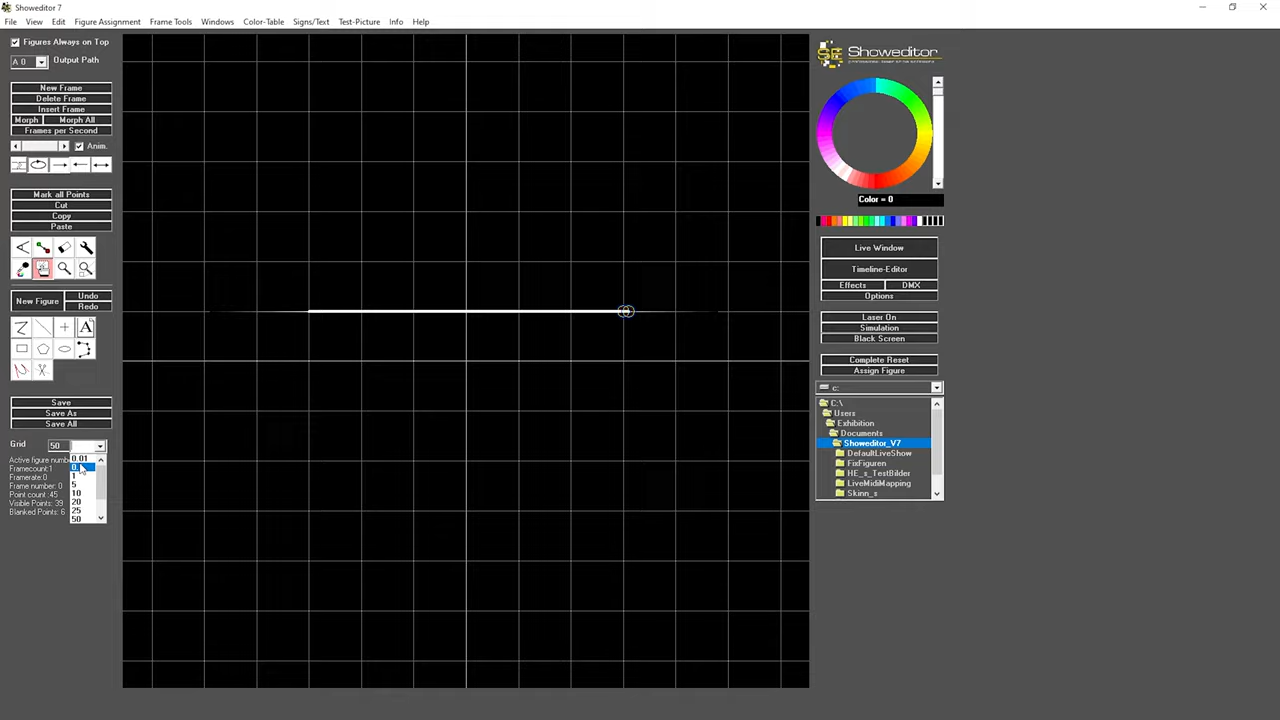 Showeditor 7
File View Edit Figure Assignment Frame Tools Windows Color-Table Signs/Text Test-Picture Info Help
Figures Always on Top
A 0 Output Path
New Frame
Delete Frame
Insert Frame
Morph Morph All
Frames per Second
Anim.
Mark all Points
Cut
Copy
Paste
New Figure Undo
Redo
A
Save
Save As
Save All
Grid 50
Active figure numb
Framecount:1
Framerate:0
Frame number: 0
Point count :45
Visible Points: 39
Blanked Points: 6
0.01
0.
1
5
10
20
25
50
SE Showeditor
Color = 0
Live Window
Timeline-Editor
Effects DMX
Options
Laser On
Simulation
Black Screen
Complete Reset
Assign Figure
c:
C:\
Users
Exhibition
Documents
Showeditor_V7
DefaultLiveShow
FixFiguren
HE_s_TestBilder
LiveMidiMapping
Skinn_s